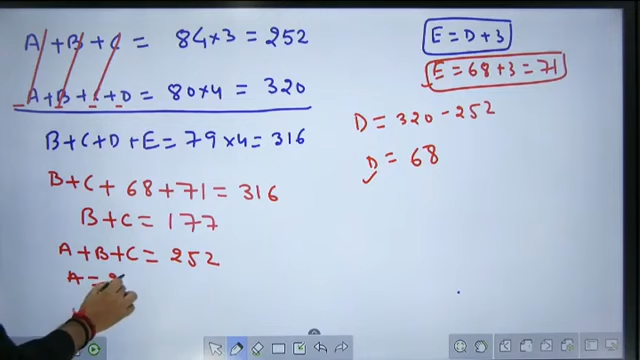 A + B + C = 84×3 = 252
A + B + C + D = 80×4 = 320
B + C + D + E = 79×4 = 316
B + C + 68 + 71 = 316
B + C = 177
A + B + C = 252
A =
E = D + 3
E = 68 + 3 = 71
D = 320 - 252
D = 68